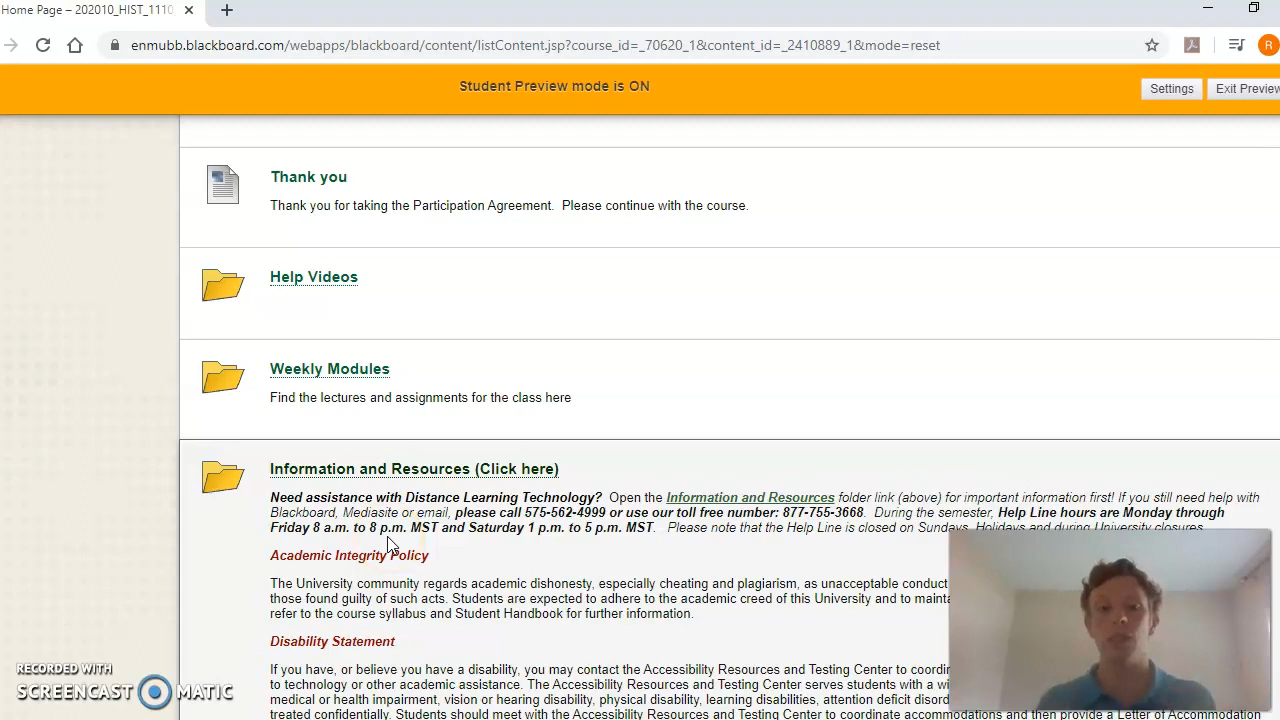 Home Page – 202010_HIST_1110
enmubb.blackboard.com/webapps/blackboard/content/listContent.jsp?course_id=_70620_1&content_id=_2410889_1&mode=reset
R
Student Preview mode is ON
Settings
Exit Preview
Thank you
Thank you for taking the Participation Agreement.  Please continue with the course.
Help Videos
Weekly Modules
Find the lectures and assignments for the class here
Information and Resources (Click here)
Need assistance with Distance Learning Technology?  Open the Information and Resources folder link (above) for important information first! If you still need help with
Blackboard, Mediasite or email, please call 575-562-4999 or use our toll free number: 877-755-3668.  During the semester, Help Line hours are Monday through
Friday 8 a.m. to 8 p.m. MST and Saturday 1 p.m. to 5 p.m. MST.  Please note that the Help Line is closed on Sundays, Holidays and during University closures.
Academic Integrity Policy
The University community regards academic dishonesty, especially cheating and plagiarism, as unacceptable conduct
those found guilty of such acts. Students are expected to adhere to the academic creed of this University and to
refer to the course syllabus and Student Handbook for further information.
Disability Statement
If you have, or believe you have a disability, you may contact the Accessibility Resources and Testing Center to
to technology or other academic assistance. The Accessibility Resources and Testing Center serves students with a
medical or health impairment, vision or hearing disability, physical disability, learning disabilities, attention deficit
treated confidentially. Students should meet with the Accessibility Resources and Testing Center to coordinate accommodations and then provide a Letter of Accommodation
RECORDED WITH
SCREENCAST MATIC